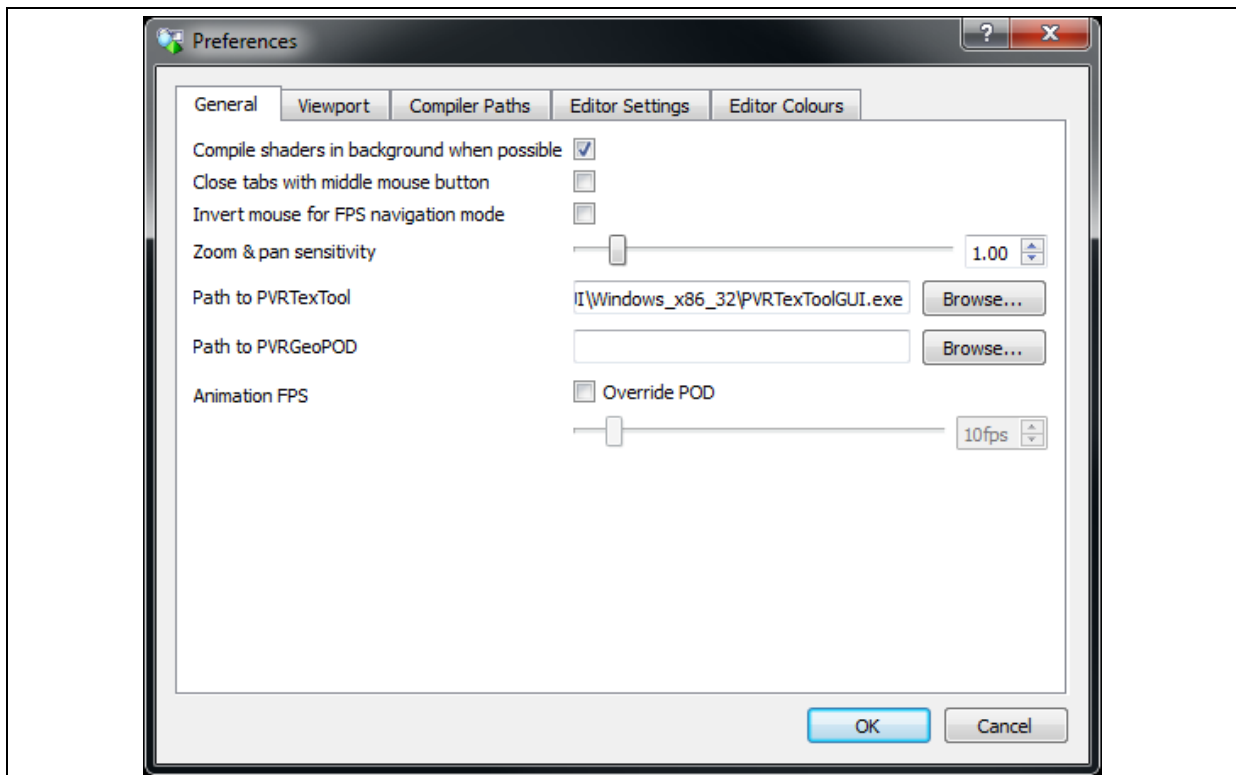 Preferences
General Viewport Compiler Paths Editor Settings Editor Colours
Compile shaders in background when possible
Close tabs with middle mouse button
Invert mouse for FPS navigation mode
Zoom & pan sensitivity 1.00
Path to PVRTexTool I\Windows_x86_32\PVRTexToolGUI.exe Browse...
Path to PVRGeoPOD Browse...
Animation FPS Override POD
10fps
OK Cancel